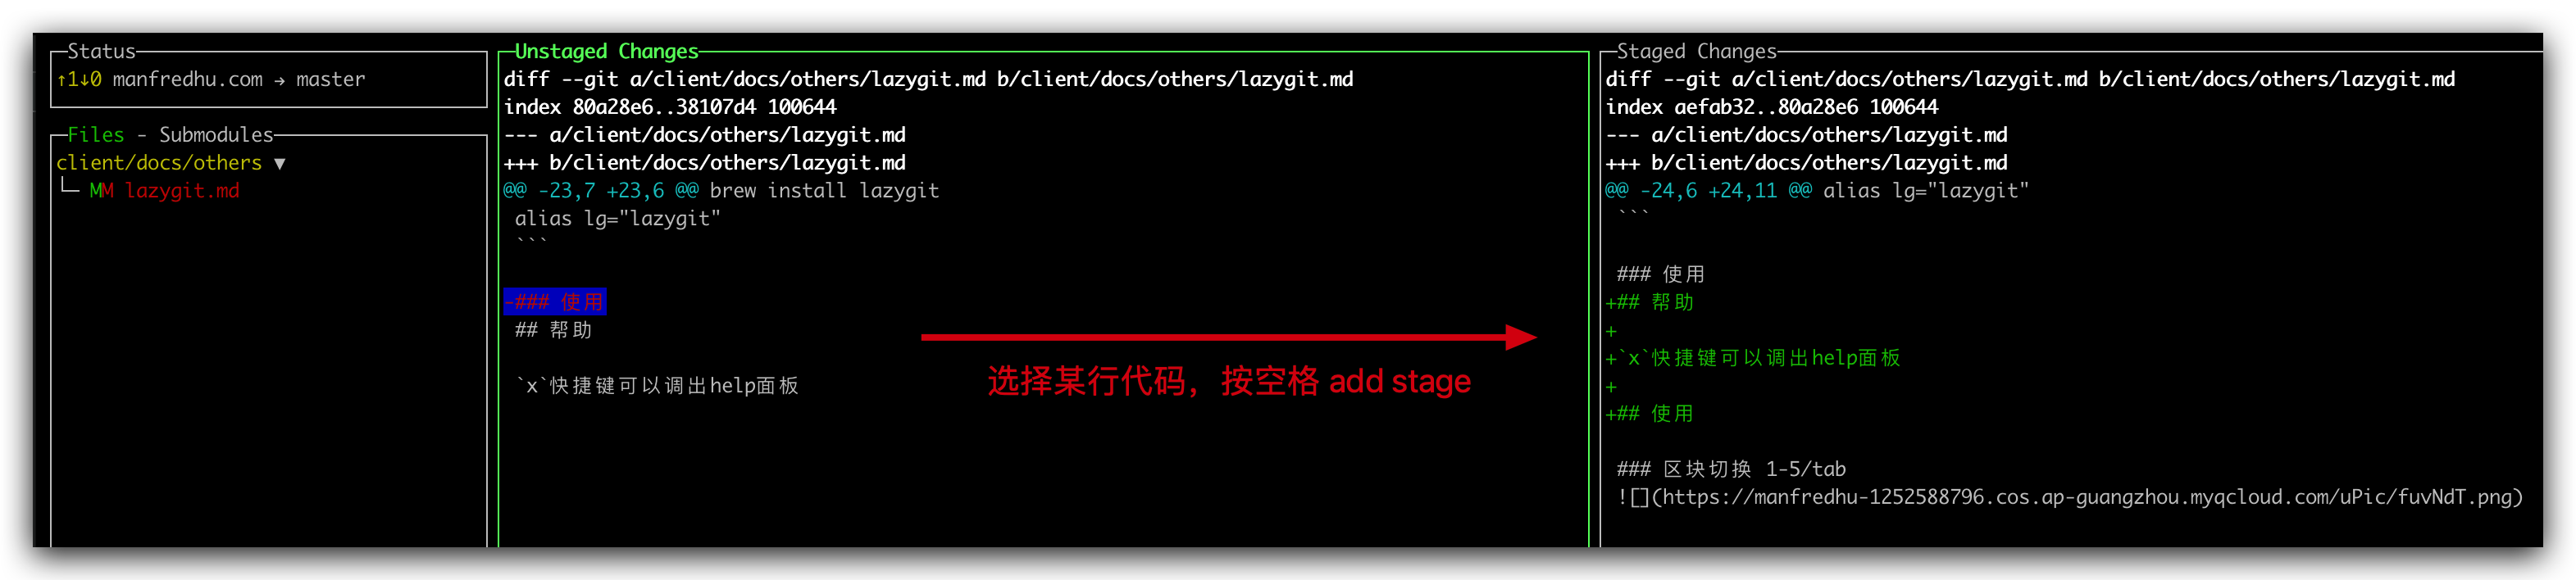 Status
↑1↓0 manfredhu.com → master
Files - Submodules
client/docs/others ▼
└─ MM lazygit.md
Unstaged Changes
diff --git a/client/docs/others/lazygit.md b/client/docs/others/lazygit.md
index 80a28e6..38107d4 100644
--- a/client/docs/others/lazygit.md
+++ b/client/docs/others/lazygit.md
@@ -23,7 +23,6 @@ brew install lazygit
 alias lg="lazygit"
 ```
-### 使用
 ## 帮助
 `x`快捷键可以调出help面板
选择某行代码，按空格 add stage
Staged Changes
diff --git a/client/docs/others/lazygit.md b/client/docs/others/lazygit.md
index aefab32..80a28e6 100644
--- a/client/docs/others/lazygit.md
+++ b/client/docs/others/lazygit.md
@@ -24,6 +24,11 @@ alias lg="lazygit"
 ```
 ### 使用
+## 帮助
+
+`x`快捷键可以调出help面板
+
+## 使用
 ### 区块切换 1-5/tab
 ![](https://manfredhu-1252588796.cos.ap-guangzhou.myqcloud.com/uPic/fuvNdT.png)